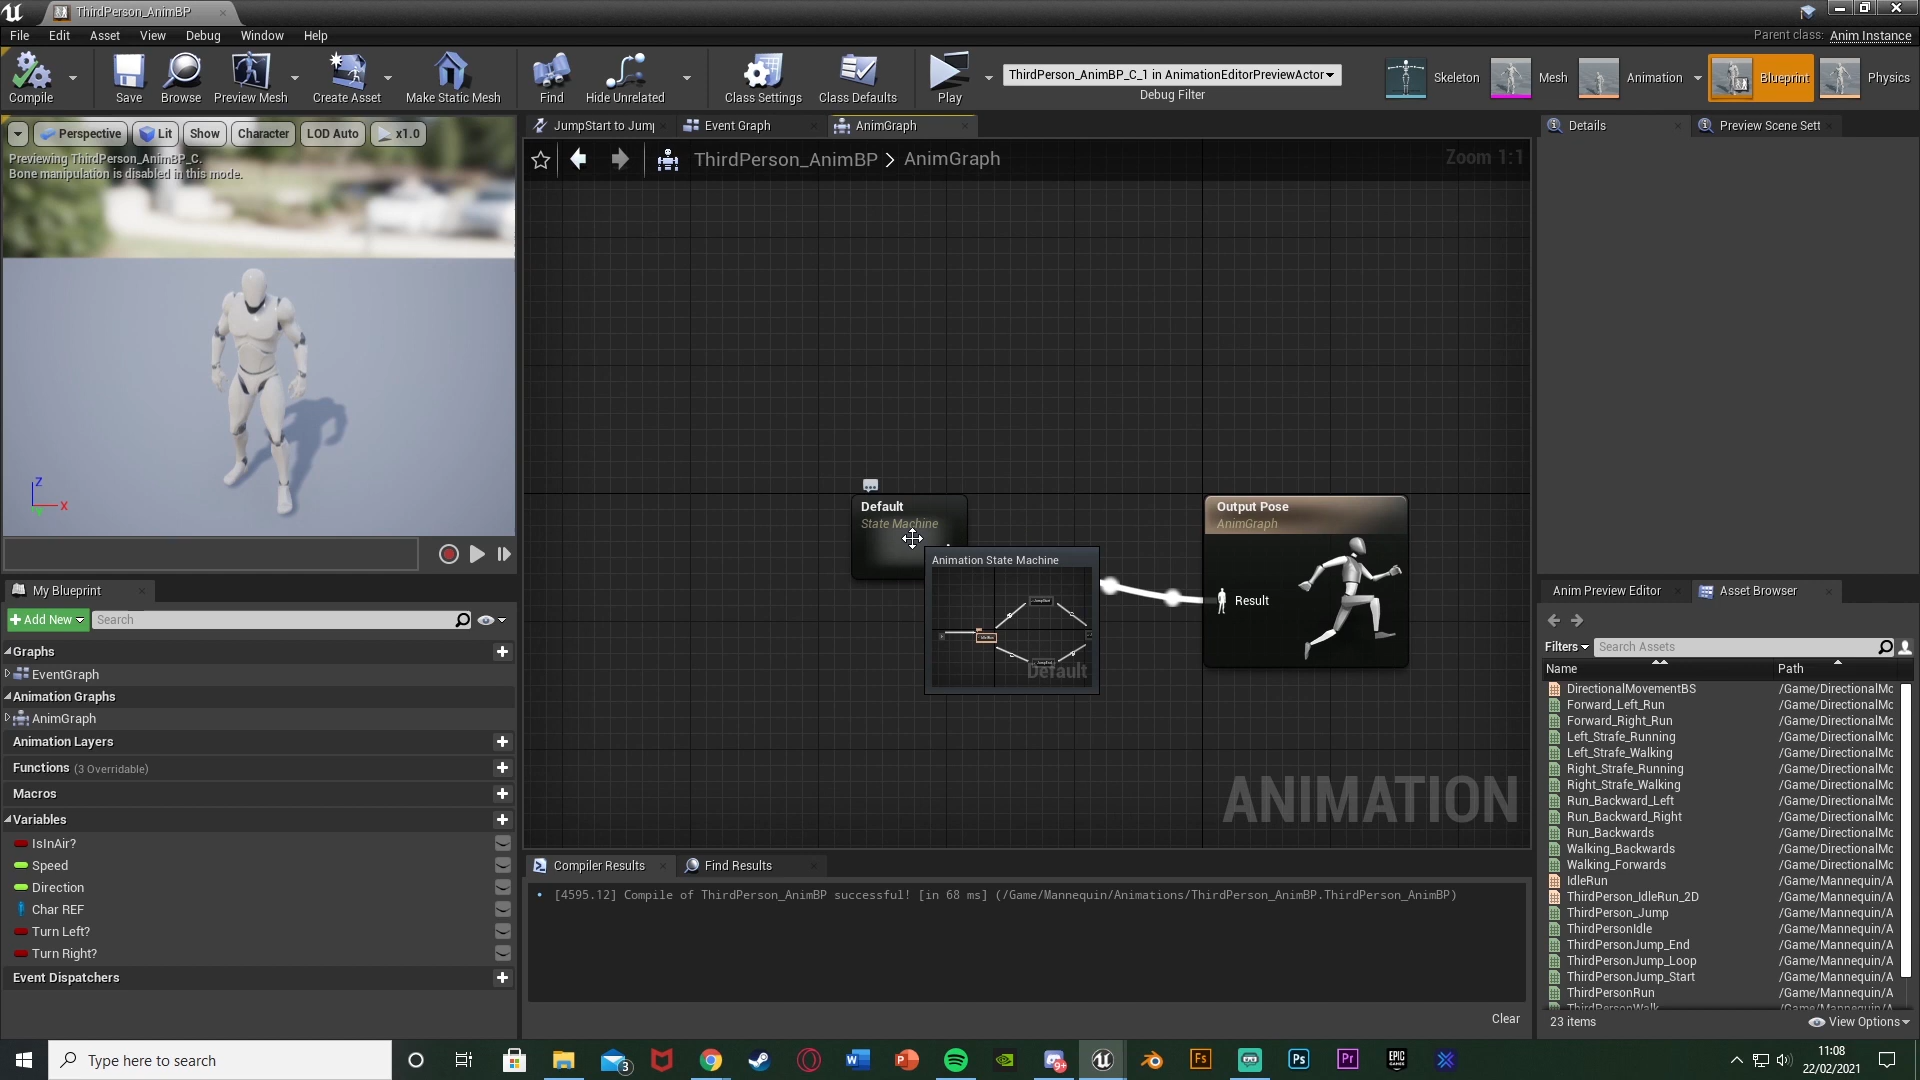 ThirdPerson_AnimBP
File Edit Asset View Debug Window Help
Parent class: Anim Instance
Compile Save Browse Preview Mesh Create Asset Make Static Mesh Find Hide Unrelated Class Settings Class Defaults Play
ThirdPerson_AnimBP_C_1 in AnimationEditorPreviewActor
Debug Filter
Skeleton Mesh Animation Blueprint Physics
Perspective Lit Show Character LOD Auto x1.0
Previewing ThirdPerson_AnimBP_C.
Bone manipulation is disabled in this mode.
Z
X
My Blueprint
Add New Search
Graphs
EventGraph
Animation Graphs
AnimGraph
Animation Layers
Functions (3 Overridable)
Macros
Variables
IsInAir?
Speed
Direction
Char REF
Turn Left?
Turn Right?
Event Dispatchers
JumpStart to Jump Event Graph AnimGraph
ThirdPerson_AnimBP > AnimGraph
Zoom 1:1
Default
State Machine
Animation State Machine
Default
Output Pose
AnimGraph
Result
ANIMATION
Compiler Results Find Results
[4595.12] Compile of ThirdPerson_AnimBP successful! [in 68 ms] (/Game/Mannequin/Animations/ThirdPerson_AnimBP.ThirdPerson_AnimBP)
Clear
Details Preview Scene Sett
Anim Preview Editor Asset Browser
Filters Search Assets
Name Path
DirectionalMovementBS /Game/DirectionalMc
Forward_Left_Run /Game/DirectionalMc
Forward_Right_Run /Game/DirectionalMc
Left_Strafe_Running /Game/DirectionalMc
Left_Strafe_Walking /Game/DirectionalMc
Right_Strafe_Running /Game/DirectionalMc
Right_Strafe_Walking /Game/DirectionalMc
Run_Backward_Left /Game/DirectionalMc
Run_Backward_Right /Game/DirectionalMc
Run_Backwards /Game/DirectionalMc
Walking_Backwards /Game/DirectionalMc
Walking_Forwards /Game/DirectionalMc
IdleRun /Game/Mannequin/A
ThirdPerson_IdleRun_2D /Game/Mannequin/A
ThirdPerson_Jump /Game/Mannequin/A
ThirdPersonIdle /Game/Mannequin/A
ThirdPersonJump_End /Game/Mannequin/A
ThirdPersonJump_Loop /Game/Mannequin/A
ThirdPersonJump_Start /Game/Mannequin/A
ThirdPersonRun /Game/Mannequin/A
ThirdPersonWalk /Game/Mannequin/A
23 items View Options
Type here to search
3
W
P
9+
Fs
Ps
Pr
EPIC GAMES
11:08
22/02/2021